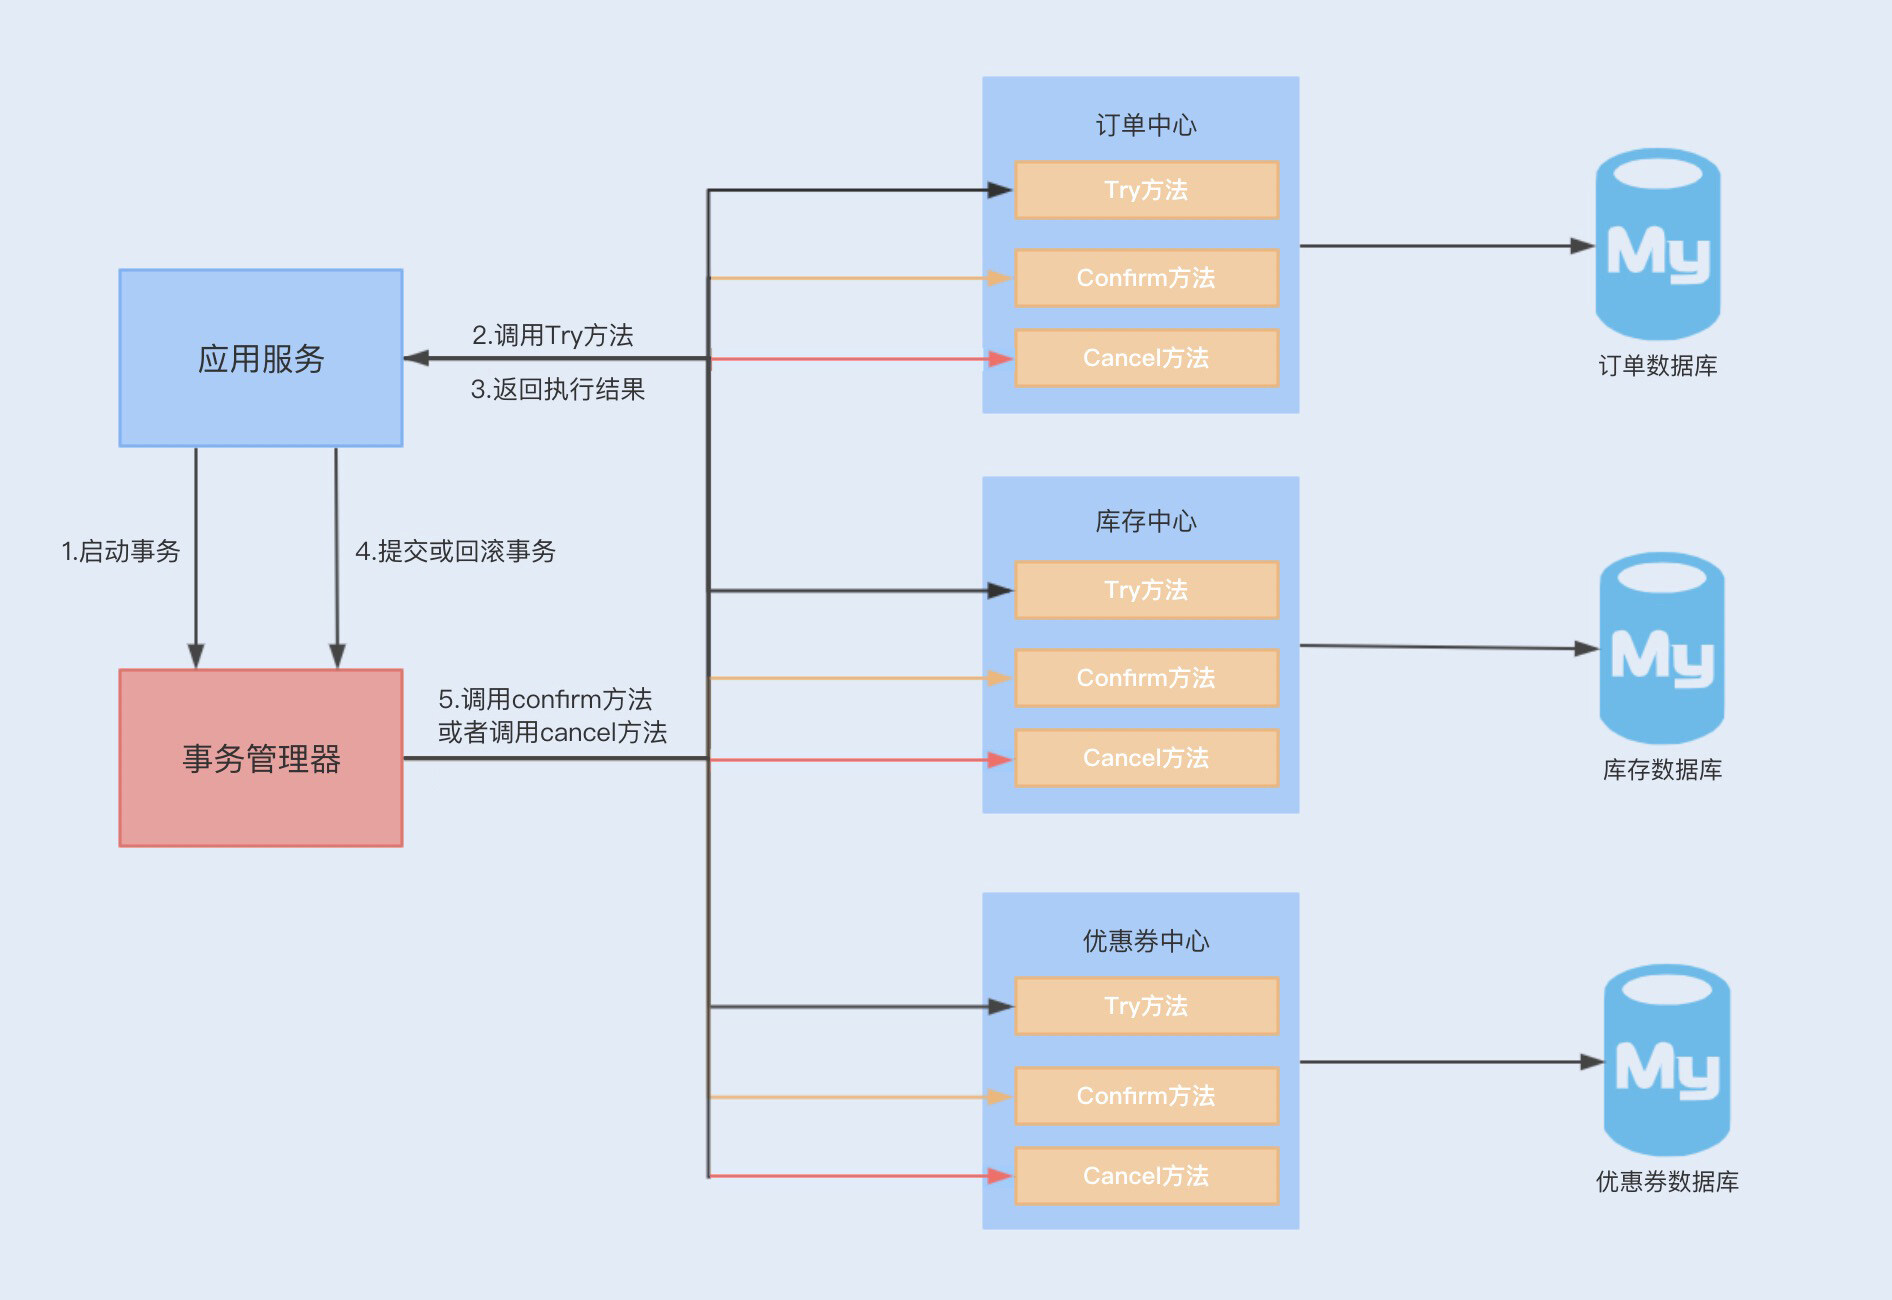 订单中心
Try方法
Confirm方法
Cancel方法
My
订单数据库
应用服务
2.调用Try方法
3.返回执行结果
1.启动事务
4.提交或回滚事务
事务管理器
5.调用confirm方法
或者调用cancel方法
库存中心
Try方法
Confirm方法
Cancel方法
My
库存数据库
优惠券中心
Try方法
Confirm方法
Cancel方法
My
优惠券数据库